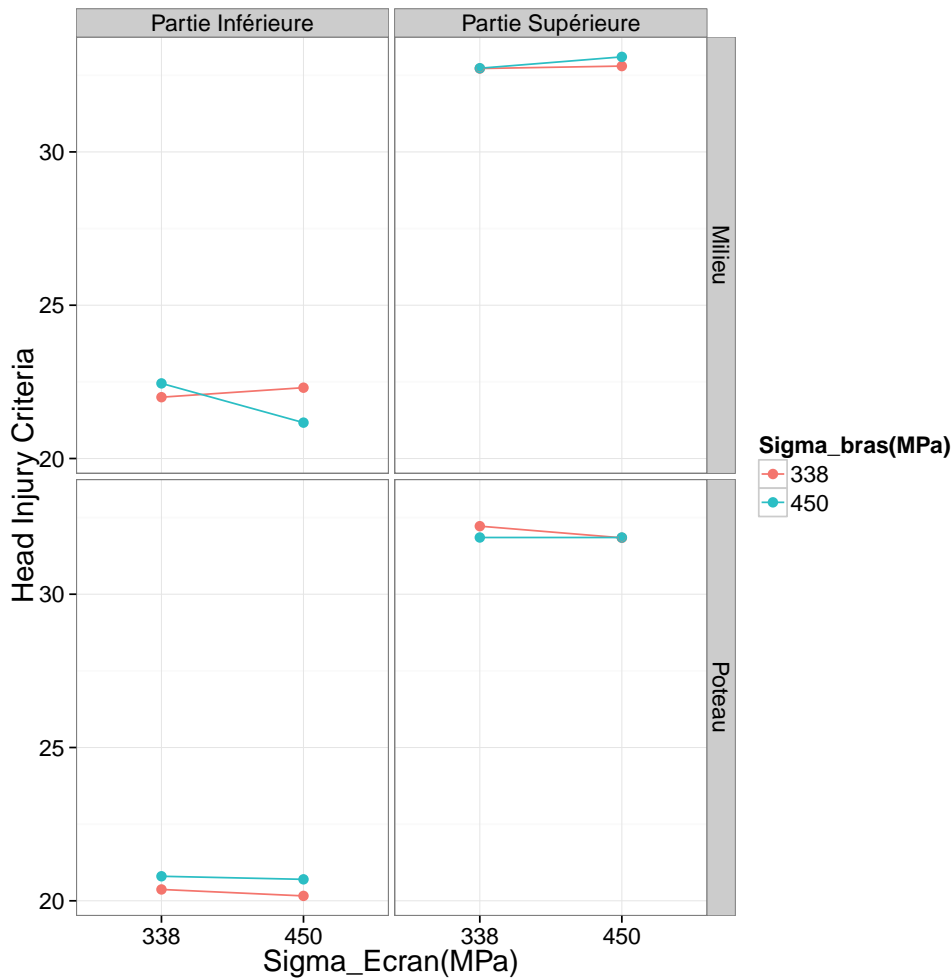 Partie Inférieure
Partie Supérieure
30
25
20
Milieu
30
25
20
Poteau
Head Injury Criteria
338
450
338
450
Sigma_Ecran(MPa)
Sigma_bras(MPa)
338
450